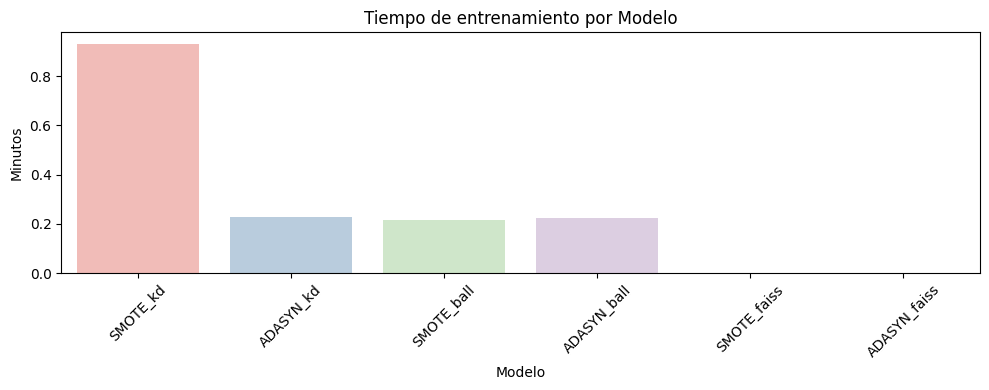 Tiempo de entrenamiento por Modelo
Minutos
0.8
0.6
0.4
0.2
0.0
SMOTE_kd
ADASYN_kd
SMOTE_ball
ADASYN_ball
SMOTE_faiss
ADASYN_faiss
Modelo